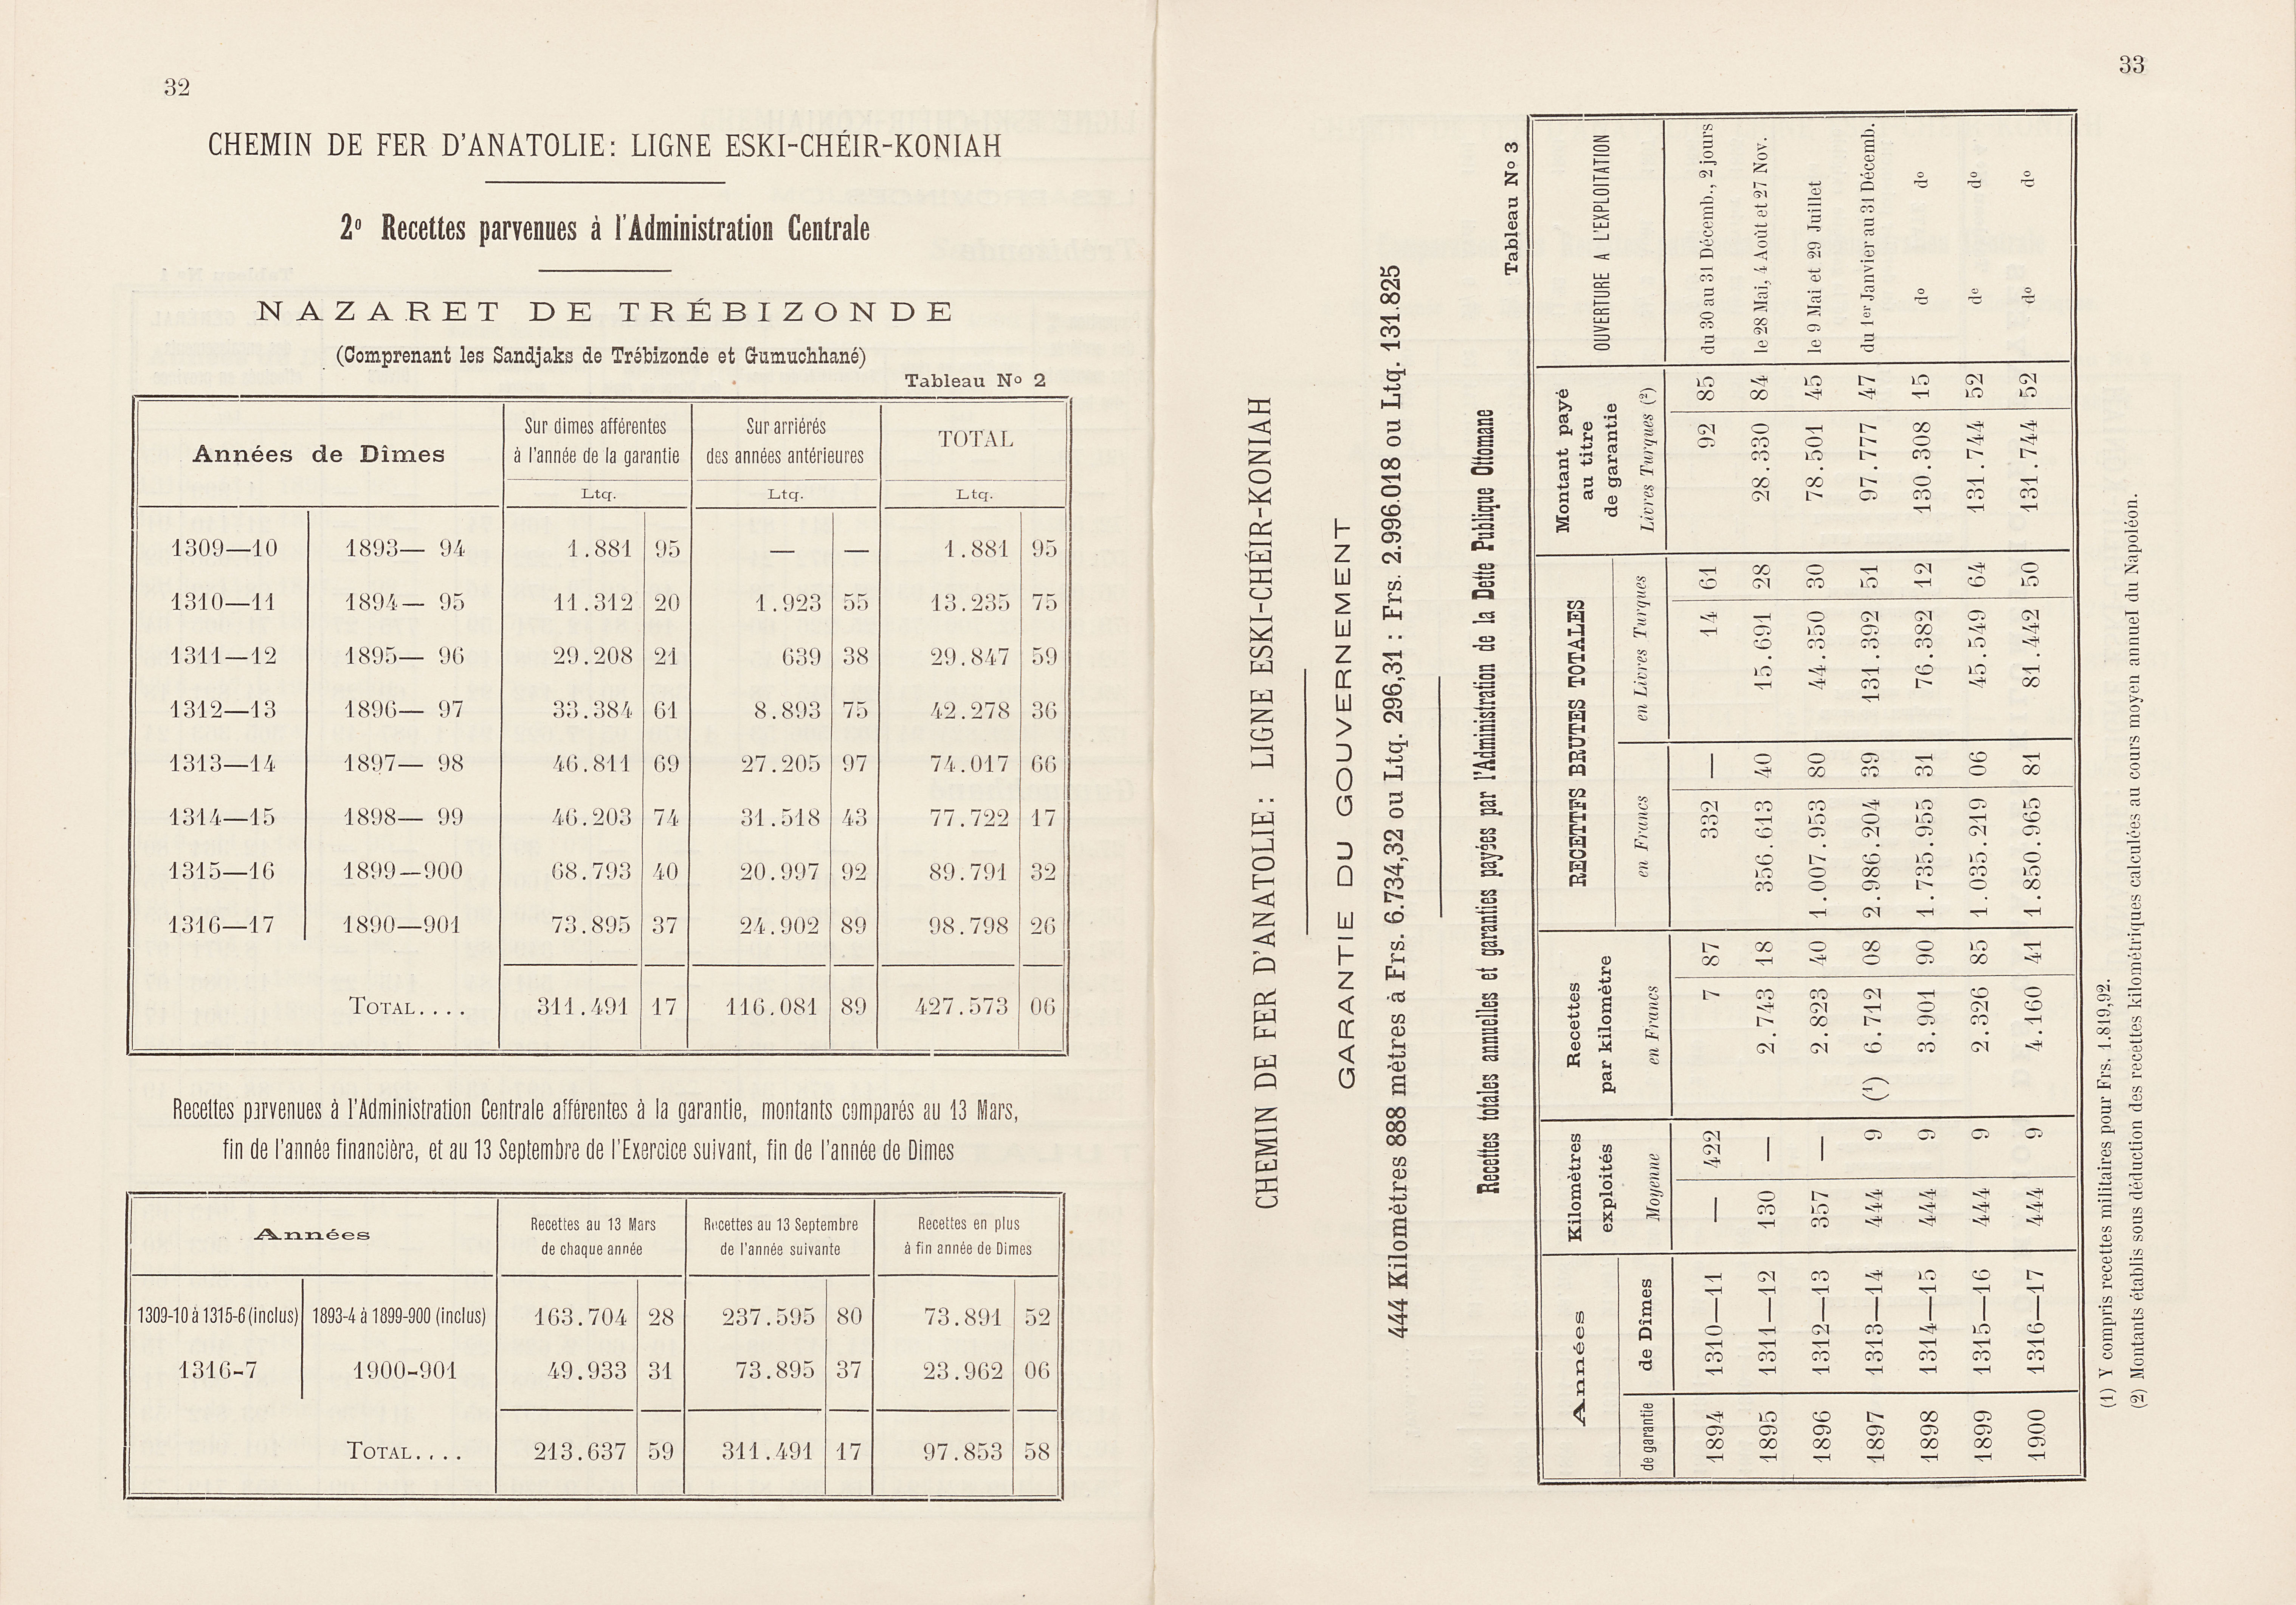 32
CHEMIN DE FER D'ANATOLIE: LIGNE ESKI-CHÉIR-KONIAH
2º Recettes parvenues à l'Administration Centrale
NAZARET DE TRÉBIZONDE
(Comprenant les Sandjaks de Trébizonde et Gumuchhané)
Tableau Nº 2
Années de Dîmes | Sur dimes afférentes à l'année de la garantie | Sur arriérés des années antérieures | TOTAL
Ltq. | Ltq. | Ltq.
1309—10 | 1893— 94 | 1.881 95 | — — | 1.881 95
1310—11 | 1894— 95 | 11.312 20 | 1.923 55 | 13.235 75
1311—12 | 1895— 96 | 29.208 21 | 639 38 | 29.847 59
1312—13 | 1896— 97 | 33.384 61 | 8.893 75 | 42.278 36
1313—14 | 1897— 98 | 46.811 69 | 27.205 97 | 74.017 66
1314—15 | 1898— 99 | 46.203 74 | 31.518 43 | 77.722 17
1315—16 | 1899—900 | 68.793 40 | 20.997 92 | 89.791 32
1316—17 | 1890—901 | 73.895 37 | 24.902 89 | 98.798 26
TOTAL.... | 311.491 17 | 116.081 89 | 427.573 06
Recettes parvenues à l'Administration Centrale afférentes à la garantie, montants comparés au 13 Mars,
fin de l'année financière, et au 13 Septembre de l'Exercice suivant, fin de l'année de Dimes
Années | Recettes au 13 Mars de chaque année | Recettes au 13 Septembre de l'année suivante | Recettes en plus à fin année de Dimes
1309-10 à 1315-6 (inclus) | 1893-4 à 1899-900 (inclus) | 163.704 28 | 237.595 80 | 73.891 52
1316-7 | 1900-901 | 49.933 31 | 73.895 37 | 23.962 06
TOTAL.... | 213.637 59 | 311.491 17 | 97.853 58
33
CHEMIN DE FER D'ANATOLIE: LIGNE ESKI-CHÉIR-KONIAH
GARANTIE DU GOUVERNEMENT
444 Kilomètres 888 mètres à Frs. 6.734,32 ou Ltq. 296,31 : Frs. 2.996.018 ou Ltq. 131.825
Recettes totales annuelles et garanties payées par l'Administration de la Dette Publique Ottomane
Tableau Nº 3
Années | Kilomètres exploités | Recettes par kilomètre | RECETTFS BRUTES TOTALES | Montant payé au titre de garantie | OUVERTURE A L'EXPLOITATION
de garantie | de Dîmes | Moyenne | en Francs | en Francs | en Livres Turques | Livres Turques (2)
1894 | 1310—11 | — 422 | 7 87 | 332 — | 14 61 | 92 85 | du 30 au 31 Décemb., 2 jours
1895 | 1311—12 | 130 — | 2.743 18 | 356.613 40 | 15.691 28 | 28.330 84 | le 28 Mai, 4 Août et 27 Nov.
1896 | 1312—13 | 357 — | 2.823 40 | 1.007.953 80 | 44.350 30 | 78.501 45 | le 9 Mai et 29 Juillet
1897 | 1313—14 | 444 9 | (1) 6.712 08 | 2.986.204 39 | 131.392 51 | 97.777 47 | du 1er Janvier au 31 Décemb.
1898 | 1314—15 | 444 9 | 3.901 90 | 1.735.955 31 | 76.382 12 | 130.308 15 | dº dº
1899 | 1315—16 | 444 9 | 2.326 85 | 1.035.219 06 | 45.549 64 | 131.744 52 | dº dº
1900 | 1316—17 | 444 9 | 4.160 41 | 1.850.965 81 | 81.442 50 | 131.744 52 | dº dº
(1) Y compris recettes militaires pour Frs. 1.819,92.
(2) Montants établis sous déduction des recettes kilométriques calculées au cours moyen annuel du Napoléon.